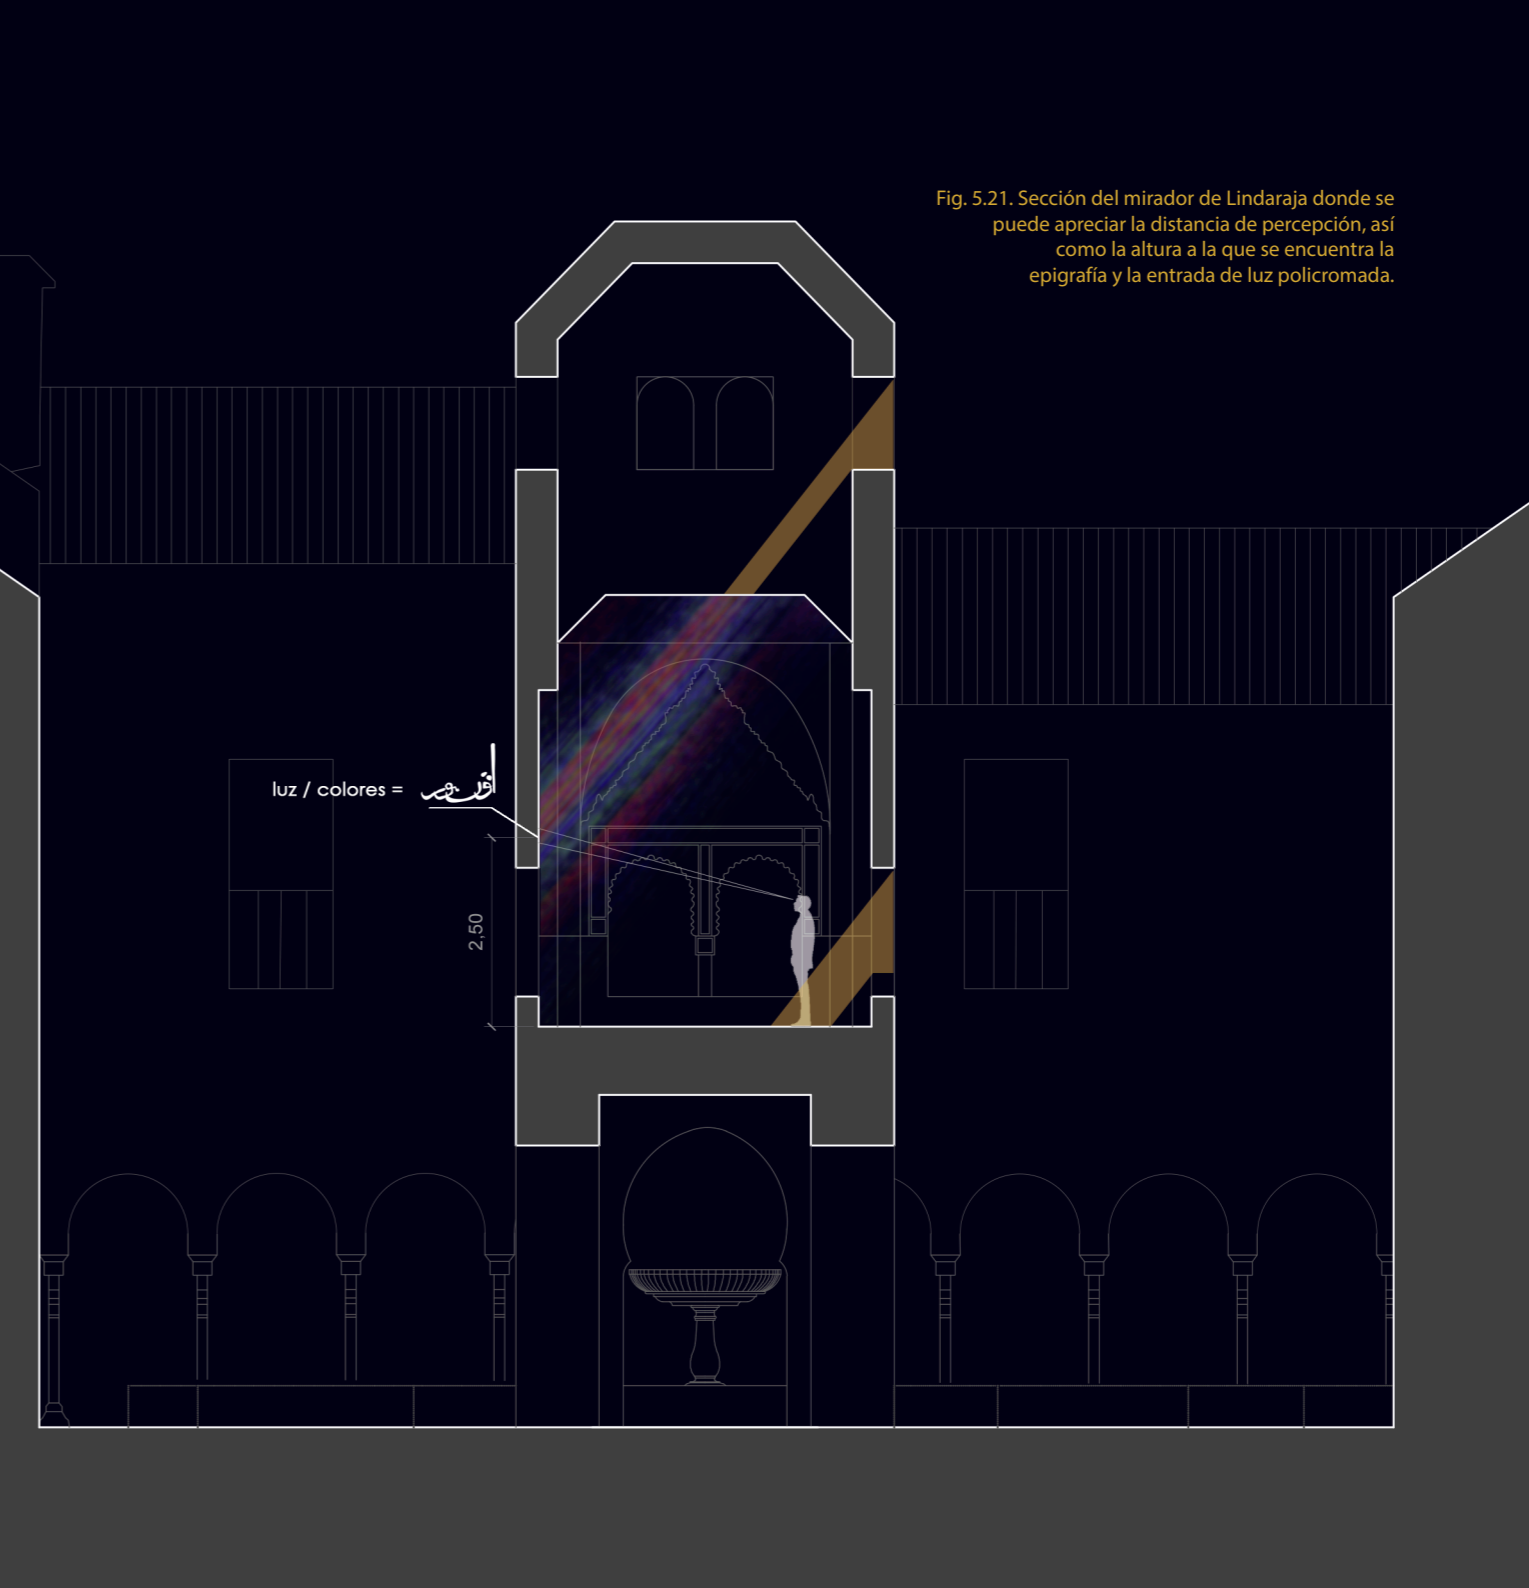 Fig. 5.21. Sección del mirador de Lindaraja donde se
puede apreciar la distancia de percepción, así
como la altura a la que se encuentra la
epigrafía y la entrada de luz policromada.
luz / colores =
2,50